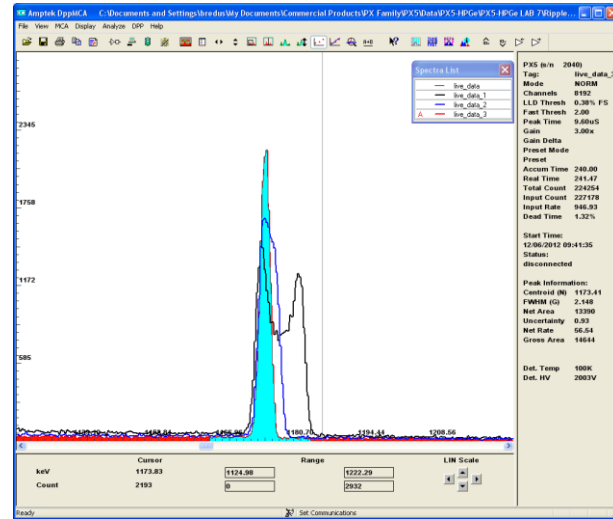 Amptek DppMCA C:\Documents and Settings\bredus\My Documents\Commercial Products\PX Family\PX5\Data\PX5-HPGe\PX5-HPGe LAB 7\Ripple...
File View MCA Display Analyze DPP Help
Spectra List
live_data
live_data_1
live_data_2
A live_data_3
2345
1758
1172
585
1180.70 1194.44 1208.56
PX5 (s/n 2040)
Tag: live_data_3
Mode NORM
Channels 8192
LLD Thresh 0.38% FS
Fast Thresh 2.00
Peak Time 9.60uS
Gain 3.00x
Gain Delta
Preset Mode
Preset
Accum Time 240.00
Real Time 241.47
Total Count 224254
Input Count 227178
Input Rate 946.93
Dead Time 1.32%
Start Time:
12/06/2012 09:41:35
Status:
disconnected
Peak Information:
Centroid (N) 1173.41
FWHM (G) 2.148
Net Area 13390
Uncertainty 0.93
Net Rate 56.54
Gross Area 14644
Det. Temp 100K
Det. HV 2003V
Cursor Range LIN Scale
keV 1173.83 1124.98 1222.29
Count 2193 0 2932
Ready Set Communications